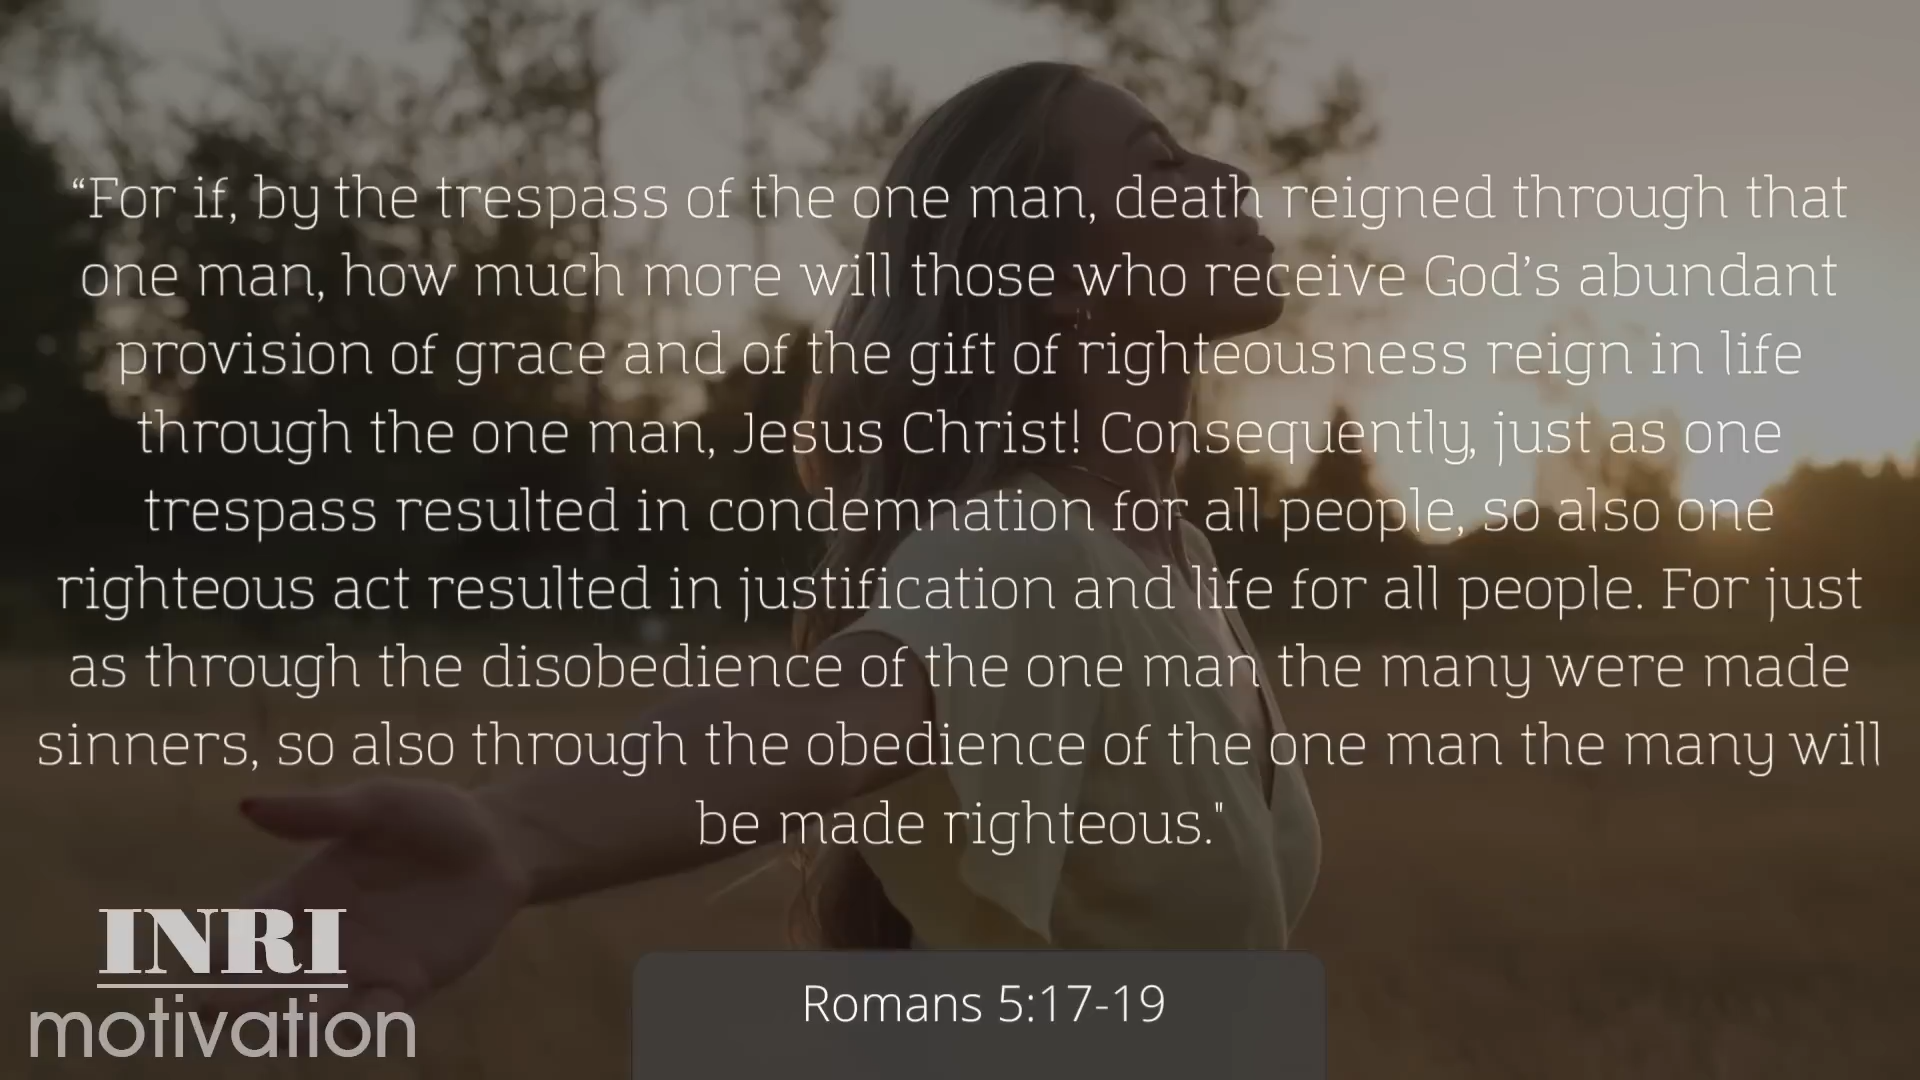 “For if, by the trespass of the one man, death reigned through that
one man, how much more will those who receive God’s abundant
provision of grace and of the gift of righteousness reign in life
through the one man, Jesus Christ! Consequently, just as one
trespass resulted in condemnation for all people, so also one
righteous act resulted in justification and life for all people. For just
as through the disobedience of the one man the many were made
sinners, so also through the obedience of the one man the many will
be made righteous."
INRI
motivation
Romans 5:17-19